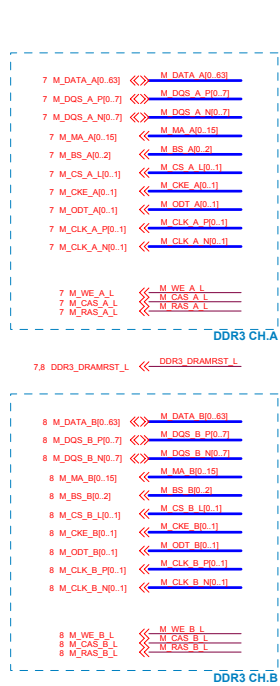 7 M_DATA_A[0..63] M_DATA_A[0..63]
7 M_DQS_A_P[0..7] M_DQS_A_P[0..7]
7 M_DQS_A_N[0..7] M_DQS_A_N[0..7]
7 M_MA_A[0..15] M_MA_A[0..15]
7 M_BS_A[0..2] M_BS_A[0..2]
7 M_CS_A_L[0..1] M_CS_A_L[0..1]
7 M_CKE_A[0..1] M_CKE_A[0..1]
7 M_ODT_A[0..1] M_ODT_A[0..1]
7 M_CLK_A_P[0..1] M_CLK_A_P[0..1]
7 M_CLK_A_N[0..1] M_CLK_A_N[0..1]
7 M_WE_A_L M_WE_A_L
7 M_CAS_A_L M_CAS_A_L
7 M_RAS_A_L M_RAS_A_L
DDR3 CH.A
7,8 DDR3_DRAMRST_L DDR3_DRAMRST_L
8 M_DATA_B[0..63] M_DATA_B[0..63]
8 M_DQS_B_P[0..7] M_DQS_B_P[0..7]
8 M_DQS_B_N[0..7] M_DQS_B_N[0..7]
8 M_MA_B[0..15] M_MA_B[0..15]
8 M_BS_B[0..2] M_BS_B[0..2]
8 M_CS_B_L[0..1] M_CS_B_L[0..1]
8 M_CKE_B[0..1] M_CKE_B[0..1]
8 M_ODT_B[0..1] M_ODT_B[0..1]
8 M_CLK_B_P[0..1] M_CLK_B_P[0..1]
8 M_CLK_B_N[0..1] M_CLK_B_N[0..1]
8 M_WE_B_L M_WE_B_L
8 M_CAS_B_L M_CAS_B_L
8 M_RAS_B_L M_RAS_B_L
DDR3 CH.B